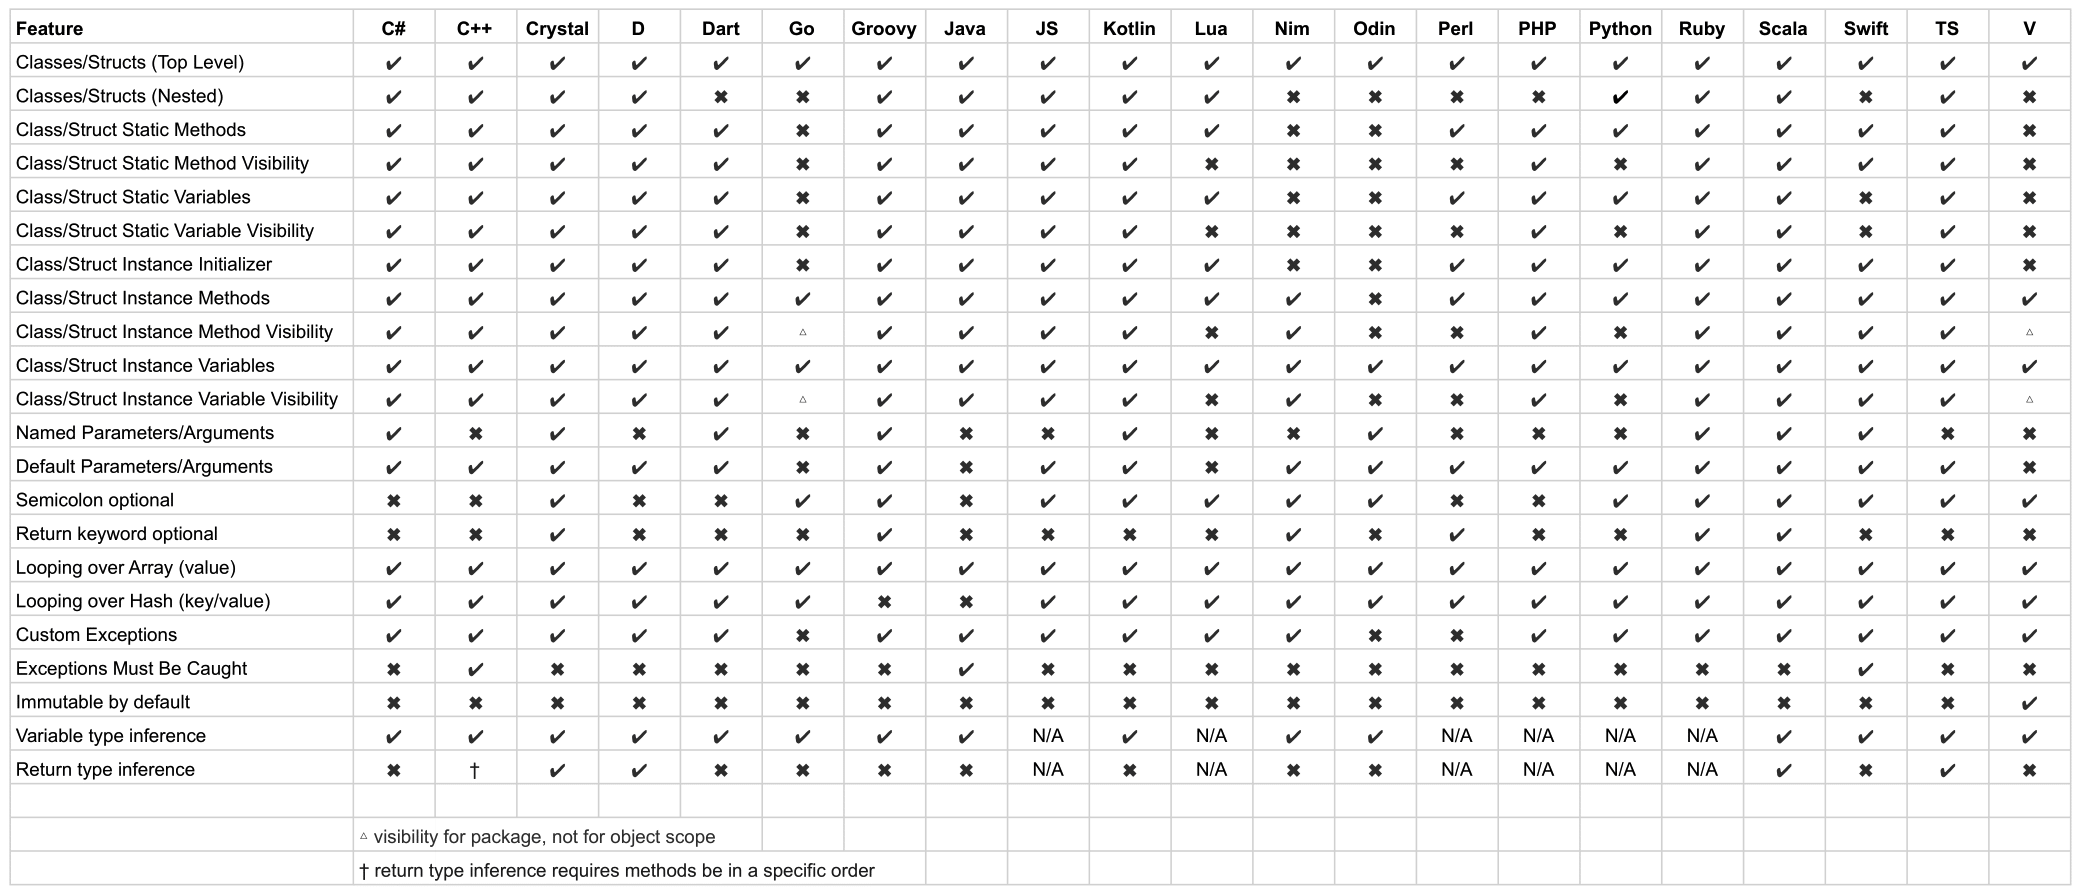 Feature C# C++ Crystal D Dart Go Groovy Java JS Kotlin Lua Nim Odin Perl PHP Python Ruby Scala Swift TS V
Classes/Structs (Top Level) ✔ ✔ ✔ ✔ ✔ ✔ ✔ ✔ ✔ ✔ ✔ ✔ ✔ ✔ ✔ ✔ ✔ ✔ ✔ ✔ ✔
Classes/Structs (Nested) ✔ ✔ ✔ ✔ ✖ ✖ ✔ ✔ ✔ ✔ ✔ ✖ ✖ ✖ ✖ ✔ ✔ ✔ ✖ ✔ ✖
Class/Struct Static Methods ✔ ✔ ✔ ✔ ✔ ✖ ✔ ✔ ✔ ✔ ✔ ✖ ✖ ✔ ✔ ✔ ✔ ✔ ✔ ✔ ✖
Class/Struct Static Method Visibility ✔ ✔ ✔ ✔ ✔ ✖ ✔ ✔ ✔ ✔ ✖ ✖ ✖ ✖ ✔ ✖ ✔ ✔ ✔ ✔ ✖
Class/Struct Static Variables ✔ ✔ ✔ ✔ ✔ ✖ ✔ ✔ ✔ ✔ ✔ ✖ ✖ ✔ ✔ ✔ ✔ ✔ ✖ ✔ ✖
Class/Struct Static Variable Visibility ✔ ✔ ✔ ✔ ✔ ✖ ✔ ✔ ✔ ✔ ✖ ✖ ✖ ✖ ✔ ✖ ✔ ✔ ✖ ✔ ✖
Class/Struct Instance Initializer ✔ ✔ ✔ ✔ ✔ ✖ ✔ ✔ ✔ ✔ ✔ ✖ ✖ ✔ ✔ ✔ ✔ ✔ ✔ ✔ ✖
Class/Struct Instance Methods ✔ ✔ ✔ ✔ ✔ ✔ ✔ ✔ ✔ ✔ ✔ ✔ ✖ ✔ ✔ ✔ ✔ ✔ ✔ ✔ ✔
Class/Struct Instance Method Visibility ✔ ✔ ✔ ✔ ✔ △ ✔ ✔ ✔ ✔ ✖ ✔ ✖ ✖ ✔ ✖ ✔ ✔ ✔ ✔ △
Class/Struct Instance Variables ✔ ✔ ✔ ✔ ✔ ✔ ✔ ✔ ✔ ✔ ✔ ✔ ✔ ✔ ✔ ✔ ✔ ✔ ✔ ✔ ✔
Class/Struct Instance Variable Visibility ✔ ✔ ✔ ✔ ✔ △ ✔ ✔ ✔ ✔ ✖ ✔ ✖ ✖ ✔ ✖ ✔ ✔ ✔ ✔ △
Named Parameters/Arguments ✔ ✖ ✔ ✖ ✔ ✖ ✔ ✖ ✖ ✔ ✖ ✖ ✔ ✖ ✖ ✖ ✔ ✔ ✔ ✖ ✖
Default Parameters/Arguments ✔ ✔ ✔ ✔ ✔ ✖ ✔ ✖ ✔ ✔ ✖ ✔ ✔ ✔ ✔ ✔ ✔ ✔ ✔ ✔ ✖
Semicolon optional ✖ ✖ ✔ ✖ ✖ ✔ ✔ ✖ ✔ ✔ ✔ ✔ ✔ ✖ ✖ ✔ ✔ ✔ ✔ ✔ ✔
Return keyword optional ✖ ✖ ✔ ✖ ✖ ✖ ✔ ✖ ✖ ✖ ✖ ✔ ✖ ✔ ✖ ✖ ✔ ✔ ✖ ✖ ✖
Looping over Array (value) ✔ ✔ ✔ ✔ ✔ ✔ ✔ ✔ ✔ ✔ ✔ ✔ ✔ ✔ ✔ ✔ ✔ ✔ ✔ ✔ ✔
Looping over Hash (key/value) ✔ ✔ ✔ ✔ ✔ ✔ ✖ ✖ ✔ ✔ ✔ ✔ ✔ ✔ ✔ ✔ ✔ ✔ ✔ ✔ ✔
Custom Exceptions ✔ ✔ ✔ ✔ ✔ ✖ ✔ ✔ ✔ ✔ ✔ ✔ ✖ ✖ ✔ ✔ ✔ ✔ ✔ ✔ ✔
Exceptions Must Be Caught ✖ ✔ ✖ ✖ ✖ ✖ ✖ ✔ ✖ ✖ ✖ ✖ ✖ ✖ ✖ ✖ ✖ ✖ ✔ ✖ ✖
Immutable by default ✖ ✖ ✖ ✖ ✖ ✖ ✖ ✖ ✖ ✖ ✖ ✖ ✖ ✖ ✖ ✖ ✖ ✖ ✖ ✖ ✔
Variable type inference ✔ ✔ ✔ ✔ ✔ ✔ ✔ ✔ N/A ✔ N/A ✔ ✔ N/A N/A N/A N/A ✔ ✔ ✔ ✔
Return type inference ✖ † ✔ ✔ ✖ ✖ ✖ ✖ N/A ✖ N/A ✖ ✖ N/A N/A N/A N/A ✔ ✖ ✔ ✖
△ visibility for package, not for object scope
† return type inference requires methods be in a specific order